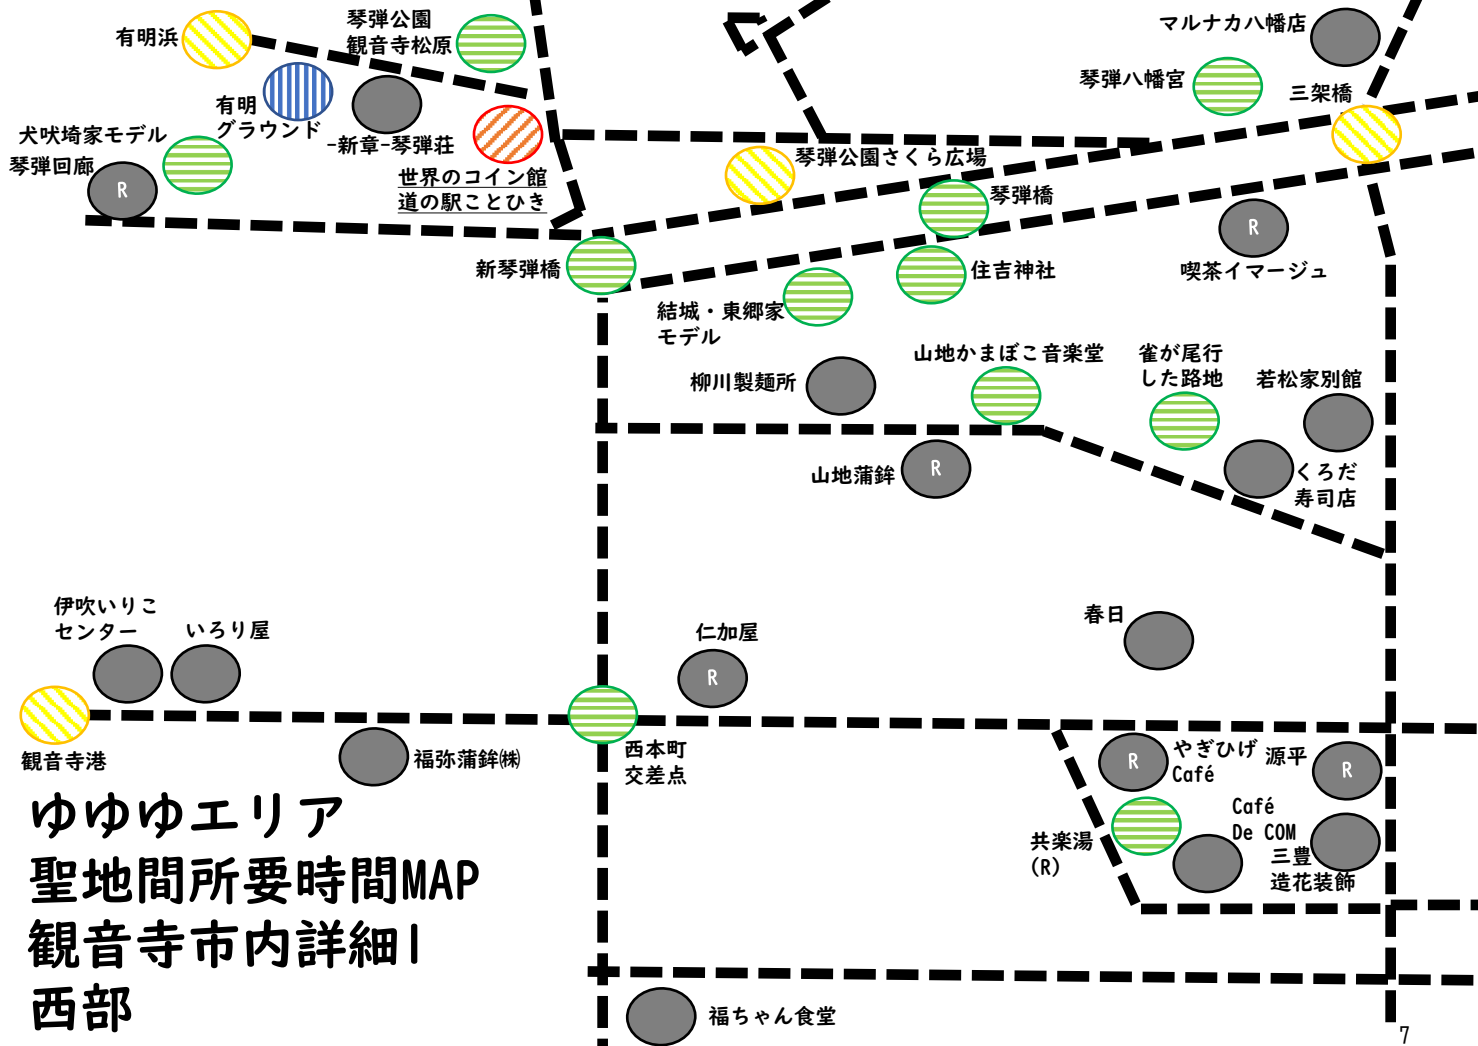 有明浜
琴弾公園
観音寺松原
マルナカ八幡店
琴弾八幡宮
三架橋
有明
グラウンド
-新章-琴弾荘
犬吠埼家モデル
琴弾回廊
R
世界のコイン館
道の駅ことひき
琴弾公園さくら広場
琴弾橋
R
喫茶イマージュ
新琴弾橋
住吉神社
結城・東郷家
モデル
山地かまぼこ音楽堂
雀が尾行
した路地
若松家別館
柳川製麺所
山地蒲鉾
R
くろだ
寿司店
伊吹いりこ
センター
いろり屋
仁加屋
R
春日
観音寺港
福弥蒲鉾㈱
西本町
交差点
R
やぎひげ
Café
源平
R
共楽湯
(R)
Café
De COM
三豊
造花装飾
ゆゆゆエリア
聖地間所要時間MAP
観音寺市内詳細1
西部
福ちゃん食堂
7